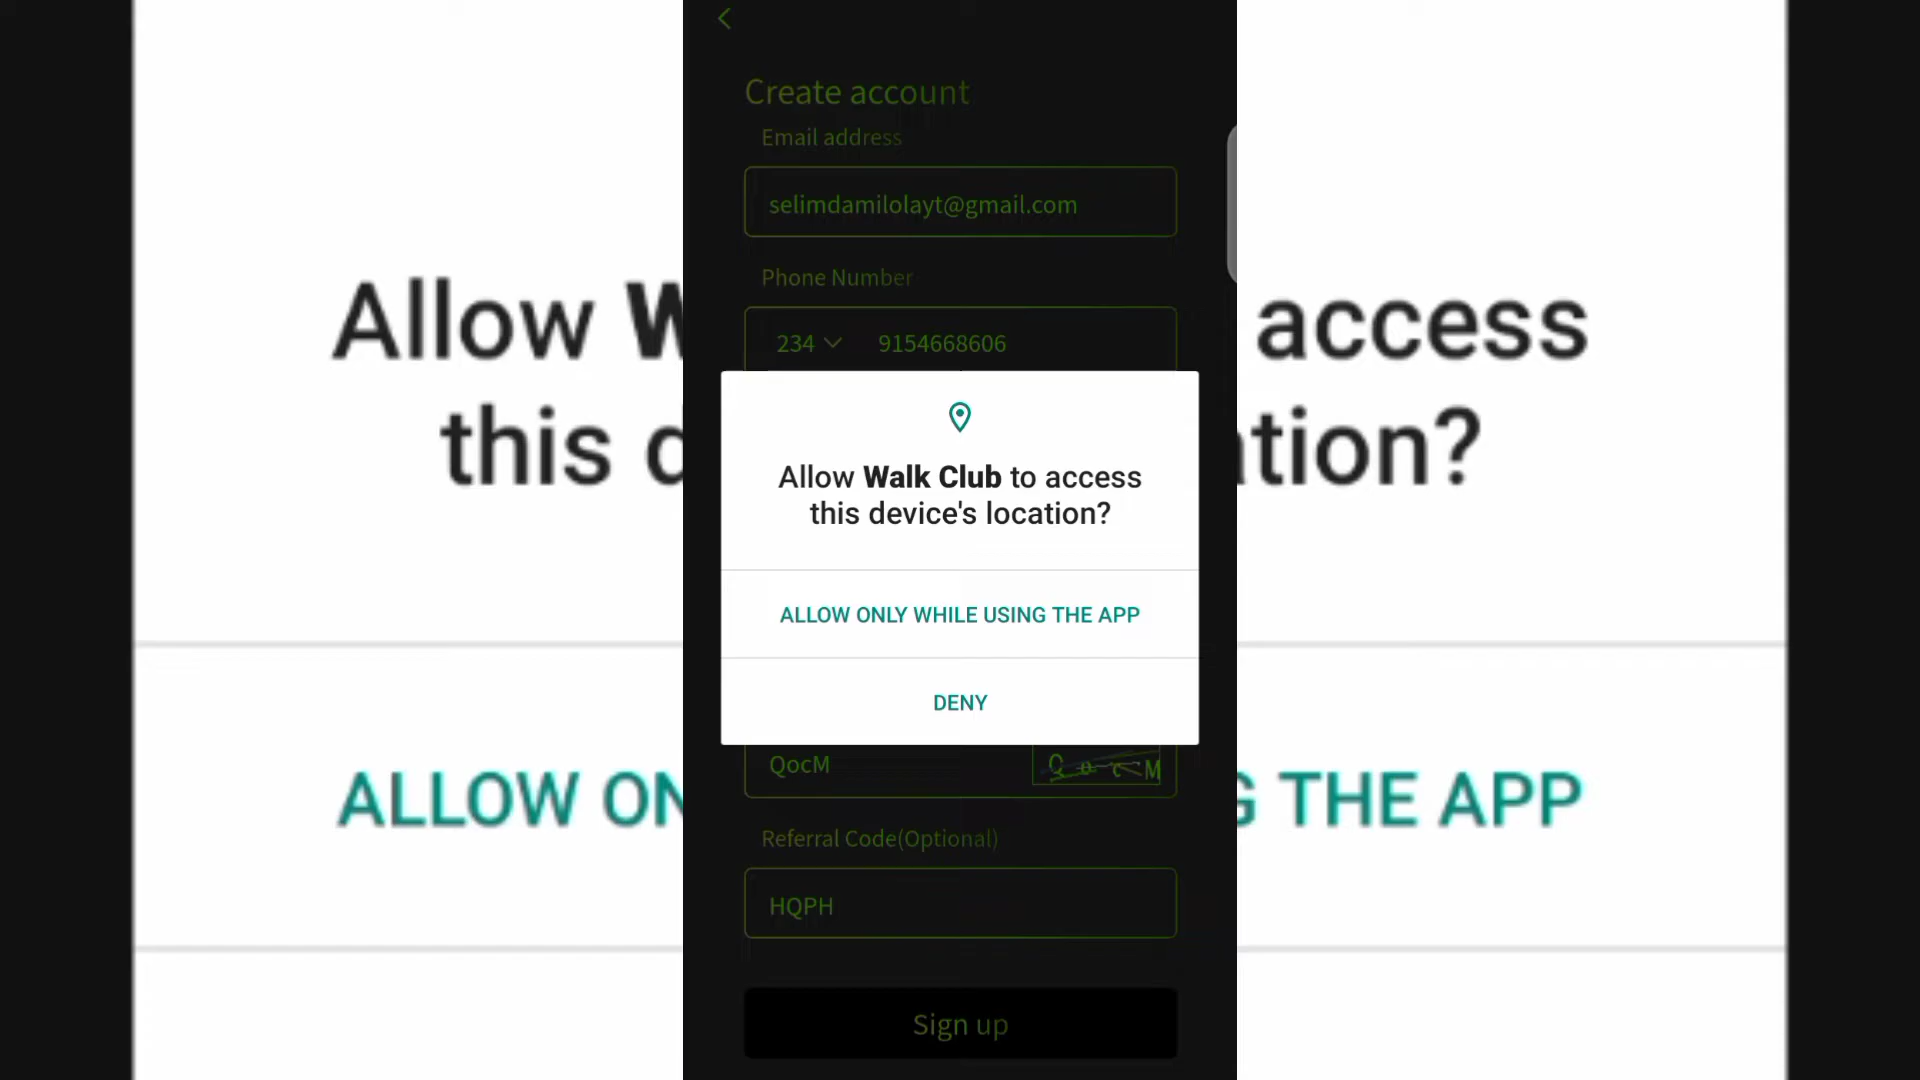 Create account
Email address
selimdamilolayt@gmail.com
Phone Number
234 9154668606
Allow Walk Club to access
this device's location?
ALLOW ONLY WHILE USING THE APP
DENY
QocM
Q o c M
Referral Code(Optional)
HQPH
Sign up
Allow W access
this d tion?
ALLOW ON G THE APP